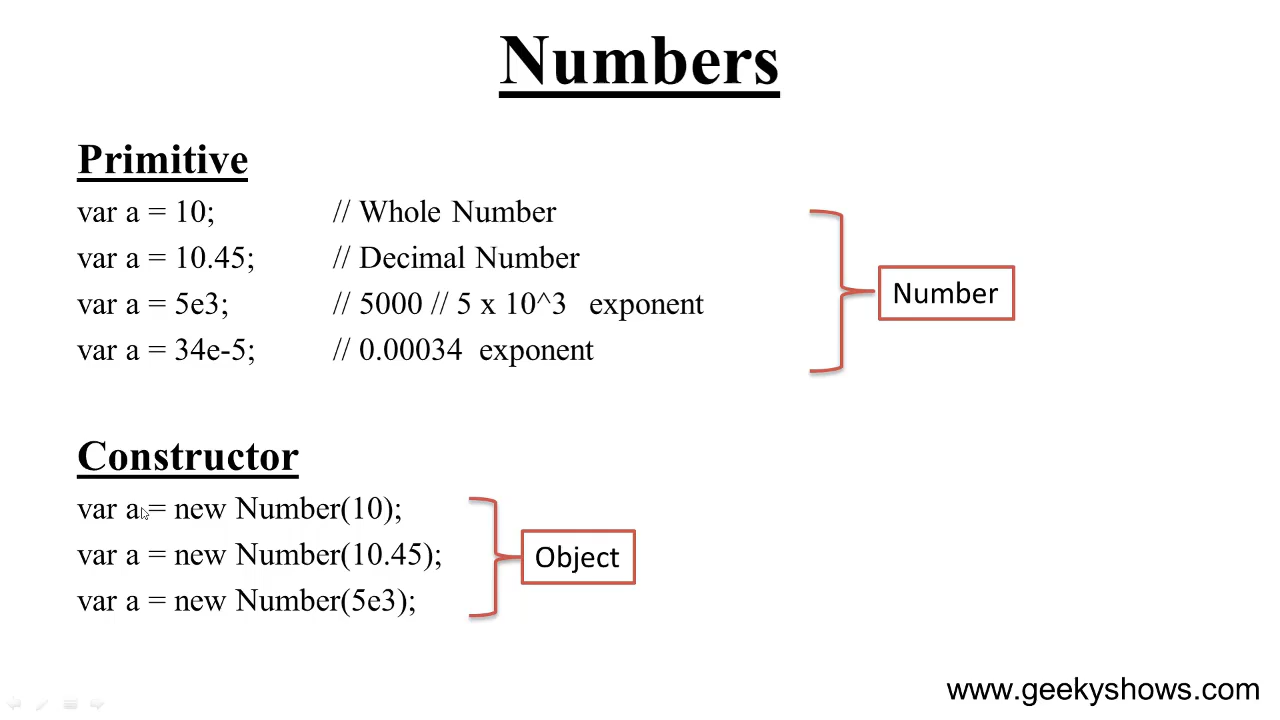 Numbers
Primitive
var a = 10; // Whole Number
var a = 10.45; // Decimal Number
var a = 5e3; // 5000 // 5 x 10^3 exponent
var a = 34e-5; // 0.00034 exponent
Number
Constructor
var a = new Number(10);
var a = new Number(10.45);
var a = new Number(5e3);
Object
www.geekyshows.com